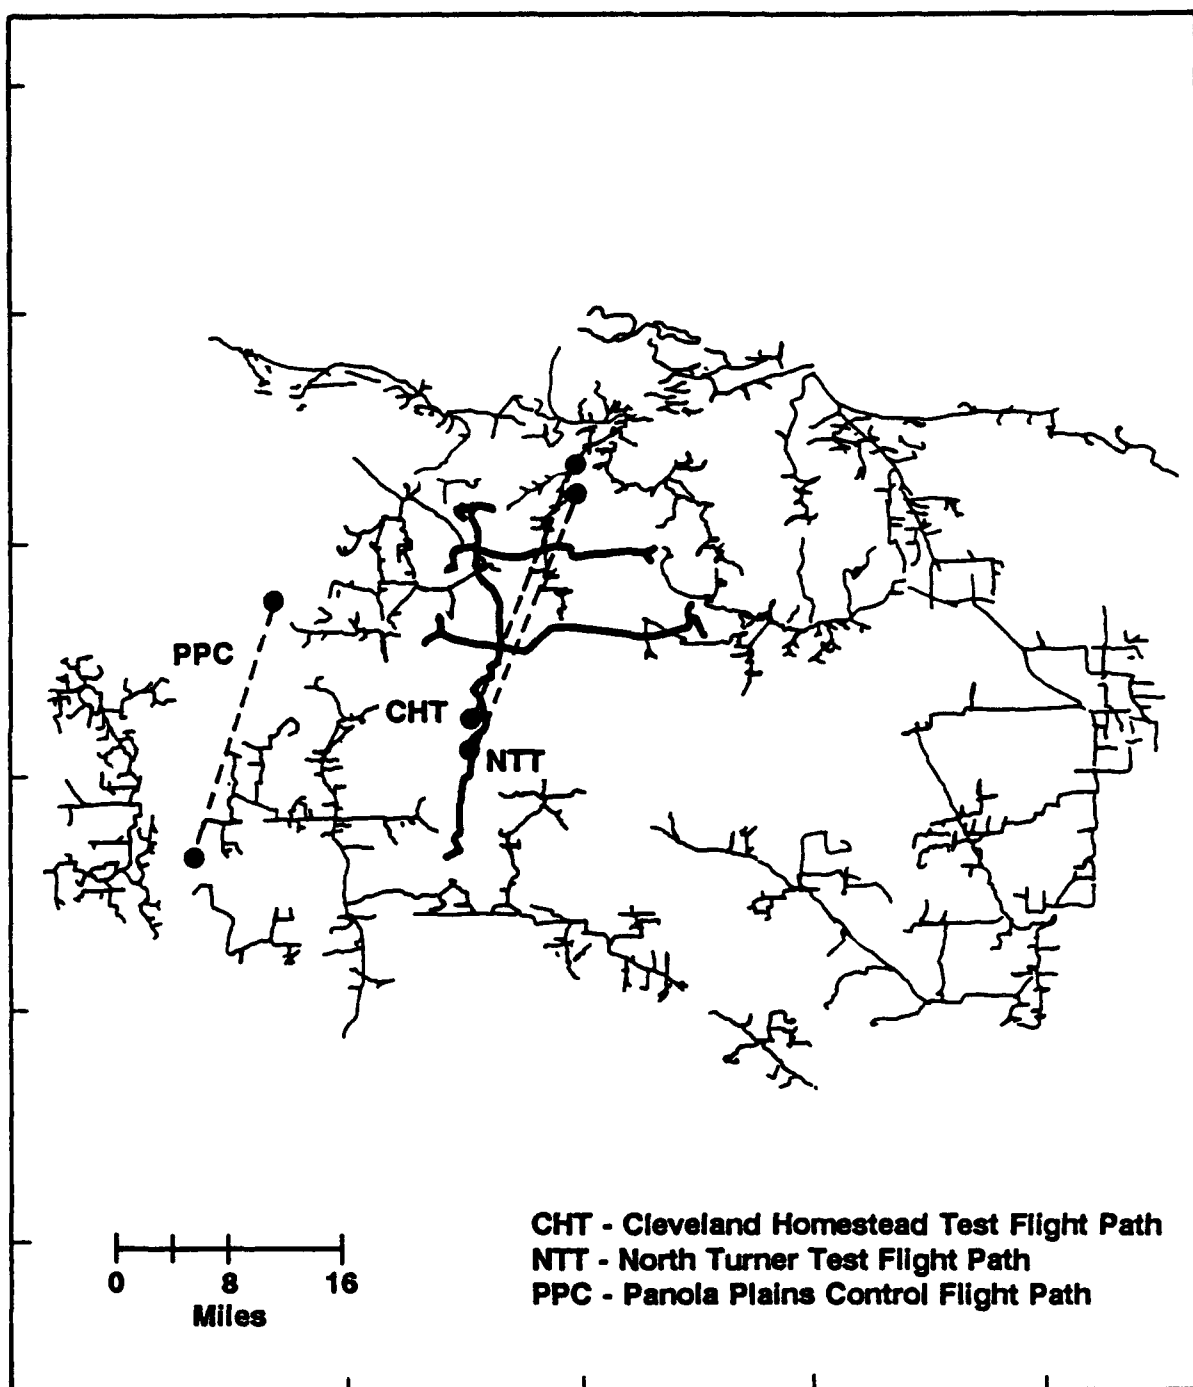 PPC
CHT
NTT
CHT - Cleveland Homestead Test Flight Path
NTT - North Turner Test Flight Path
PPC - Panola Plains Control Flight Path
0 8 16
Miles